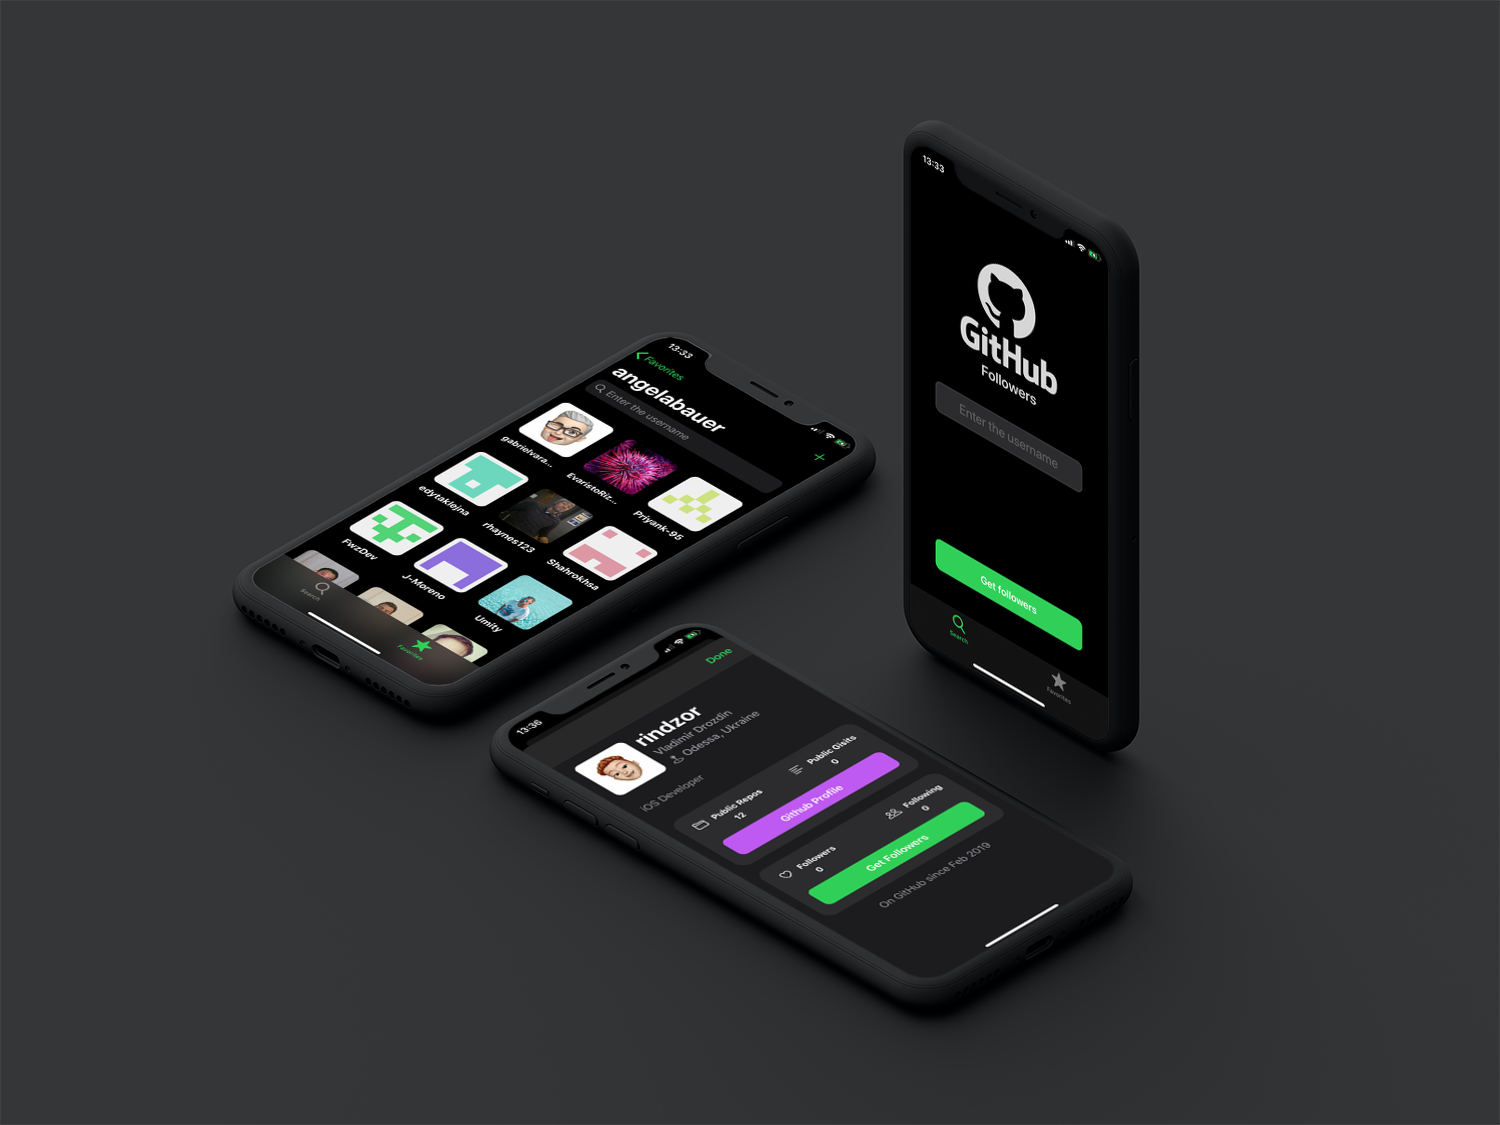 13:33
Favorites
angelabauer
Enter the username
gabrielvara...
EvaristoRiz...
Priyank-95
edytaklejna
rhaynes123
Shahrokhsa
FwzDev
J-Moreno
Umity
Search
Favorites
13:33
GitHub
Followers
Enter the username
Get followers
Search
Favorites
13:36
Done
rindzor
Vladimir Drozdin
Odessa, Ukraine
iOS Developer
Public Repos
12
Public Gisits
0
Github Profile
Followers
0
Following
0
Get Followers
On GitHub since Feb 2019